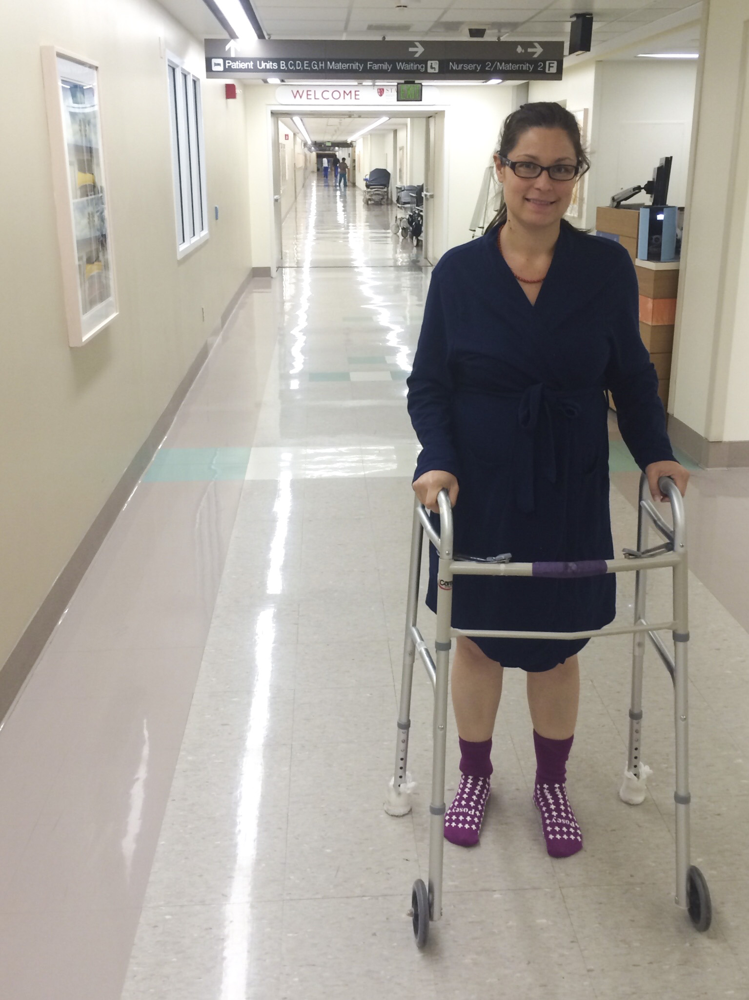 Patient Units B, C, D, E, G, H Maternity Family Waiting Nursery 2/Maternity 2 F
WELCOME
EXIT
Posey Posey